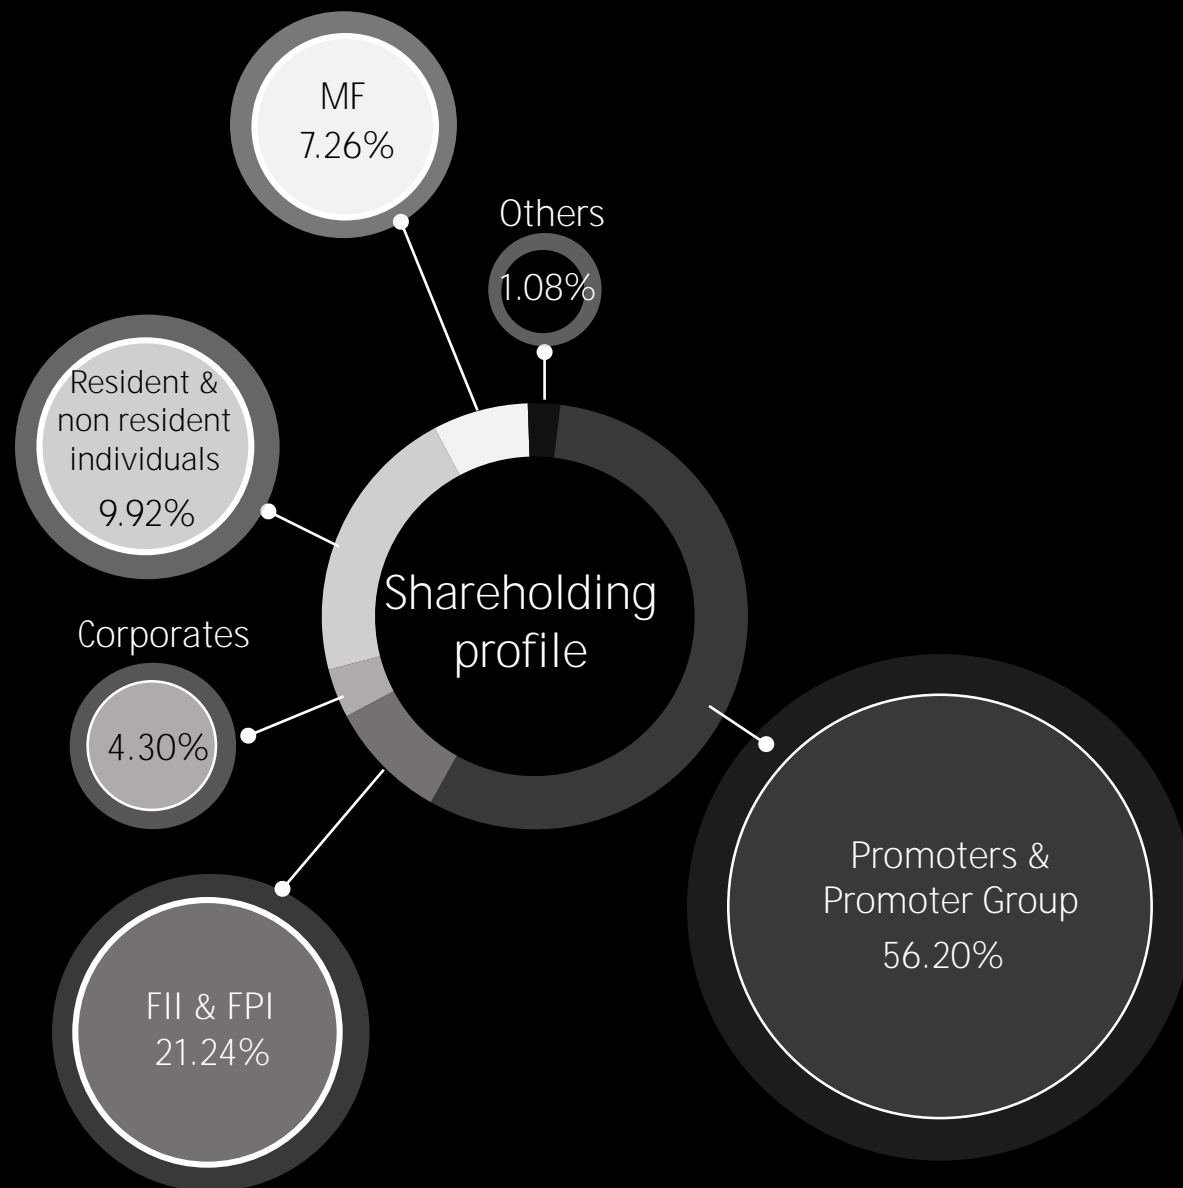 MF
7.26%
Others
1.08%
Resident &
non resident
individuals
9.92%
Shareholding
profile
Corporates
4.30%
Promoters &
Promoter Group
56.20%
FII & FPI
21.24%